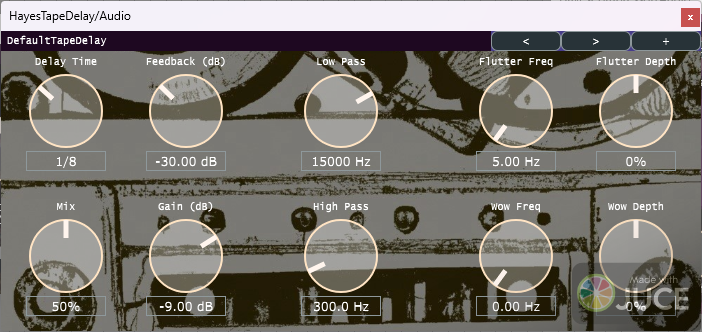 HayesTapeDelay/Audio x
DefaultTapeDelay < > +
Delay Time Feedback (dB) Low Pass Flutter Freq Flutter Depth
1/8 -30.00 dB 15000 Hz 5.00 Hz 0%
Mix Gain (dB) High Pass Wow Freq Wow Depth
Made with
JUCE
50% -9.00 dB 300.0 Hz 0.00 Hz 0%